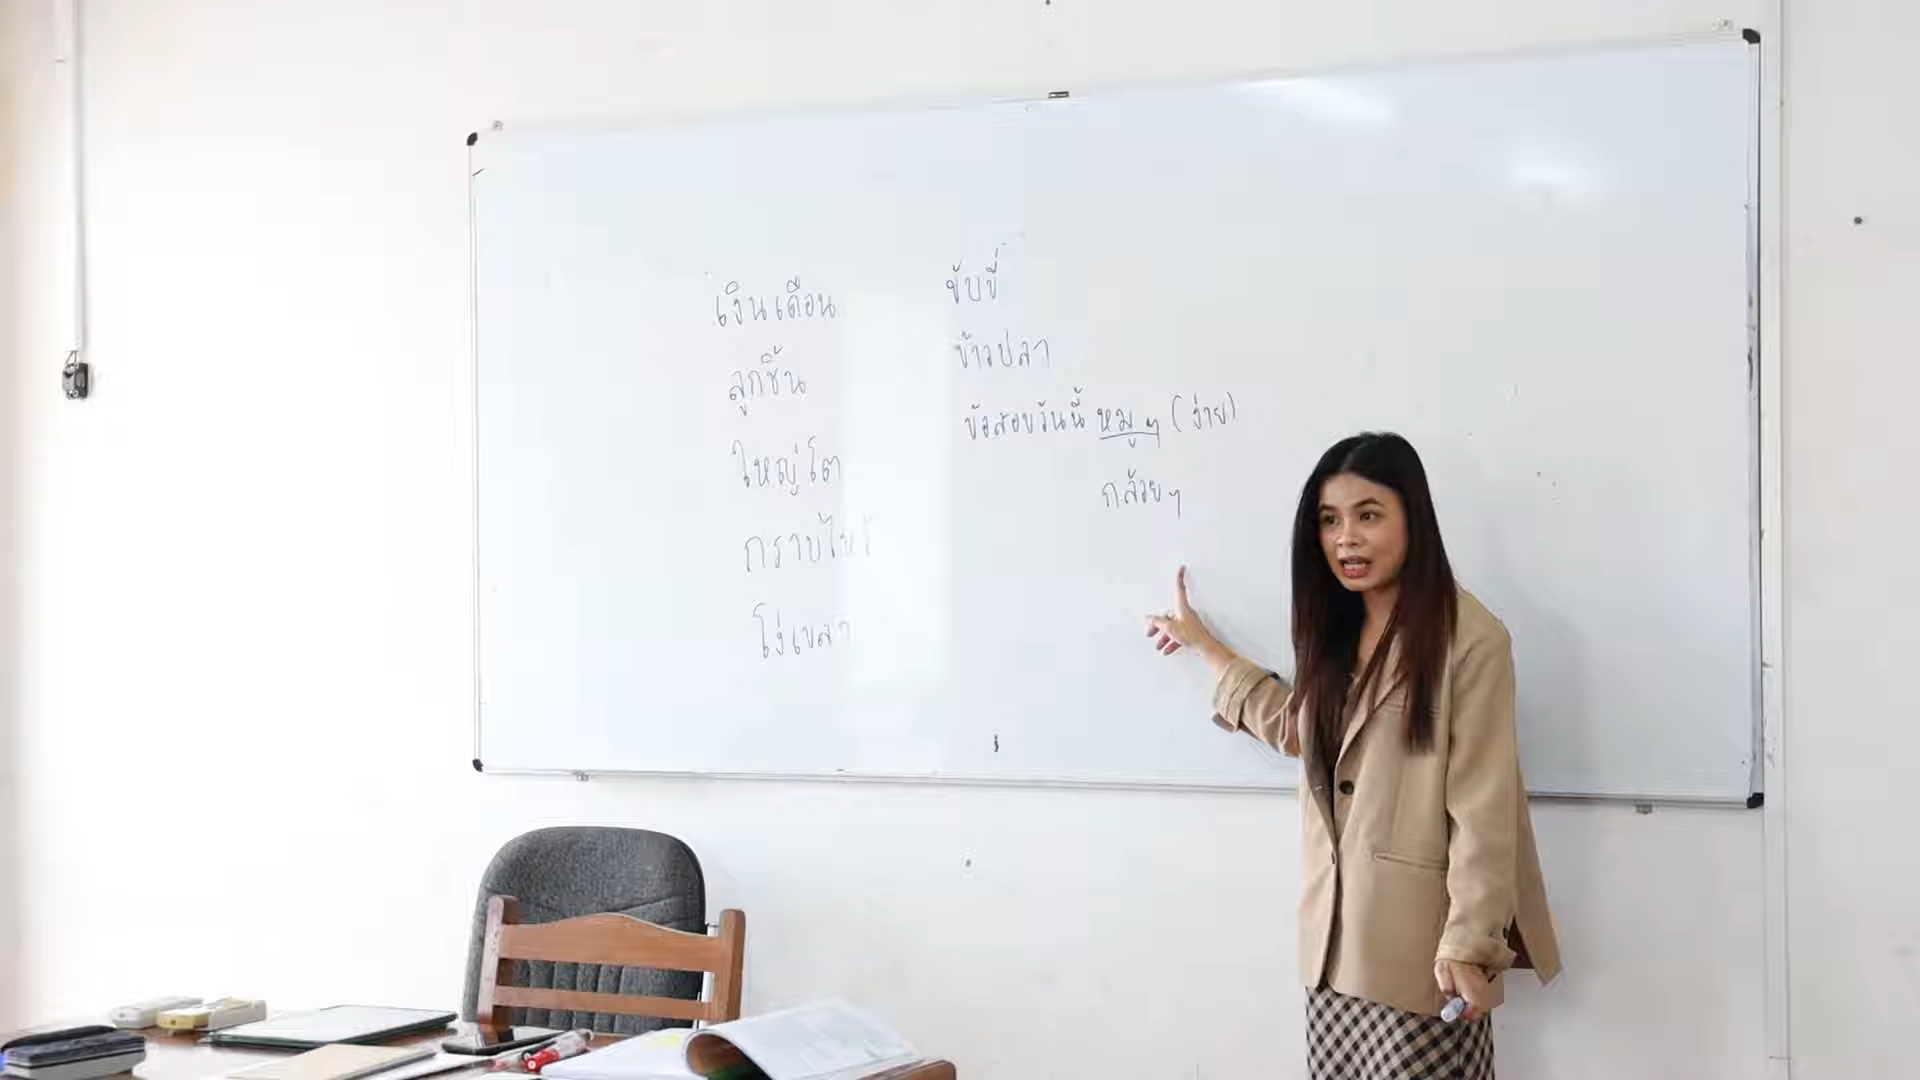 เงินเดือน
ลูกชิ้น
ใหญ่โต
กราบไหว้
โง่เขลา
ขับขี่
ข้าวปลา
ข้อสอบวันนี้ หมู ๆ (ง่าย)
กล้วย ๆ